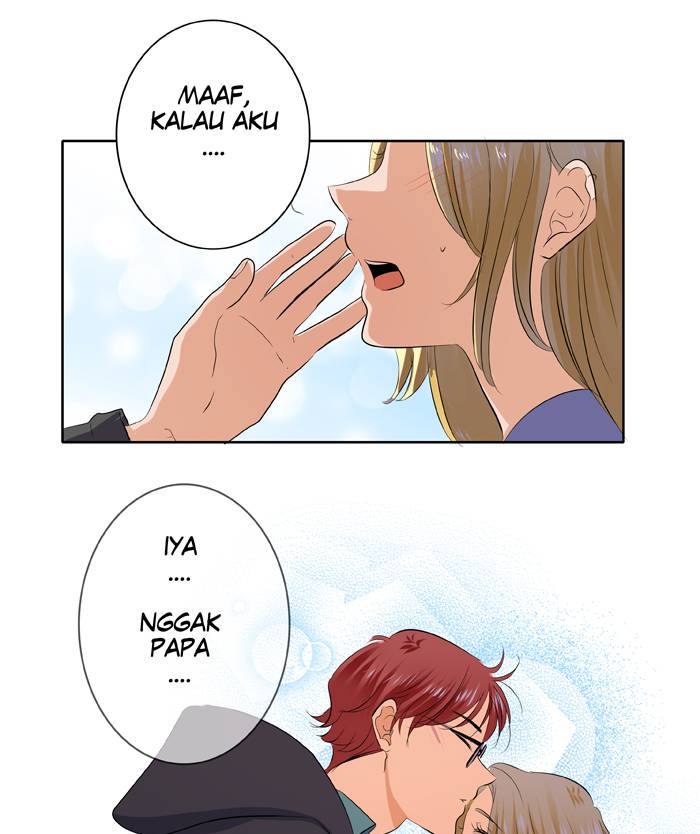 MAAF,
KALAU AKU
....
IYA
....
NGGAK
PAPA
....